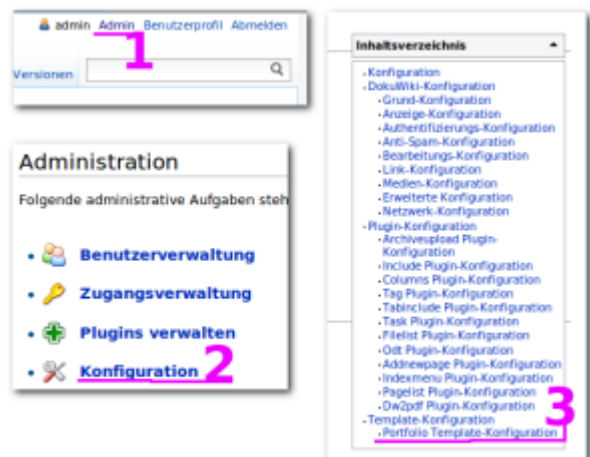 admin Admin Benutzerprofil Abmelden
1
Versionen
Administration
Folgende administrative Aufgaben steh
Benutzerverwaltung
Zugangsverwaltung
Plugins verwalten
Konfiguration 2
Inhaltsverzeichnis
Konfiguration
DokuWiki-Konfiguration
Grund-Konfiguration
Anzeige-Konfiguration
Authentifizierungs-Konfiguration
Anti-Spam-Konfiguration
Bearbeitungs-Konfiguration
Link-Konfiguration
Medien-Konfiguration
Erweiterte Konfiguration
Netzwerk-Konfiguration
Plugin-Konfiguration
Archiveupload Plugin-
Konfiguration
Include Plugin-Konfiguration
Columns Plugin-Konfiguration
Tag Plugin-Konfiguration
Tabinclude Plugin-Konfiguration
Task Plugin-Konfiguration
Filelist Plugin-Konfiguration
Odt Plugin-Konfiguration
Addnewpage Plugin-Konfiguration
Indexmenu Plugin-Konfiguration
Pagelist Plugin-Konfiguration
Dw2pdf Plugin-Konfiguration
3
Template-Konfiguration
Portfolio Template-Konfiguration